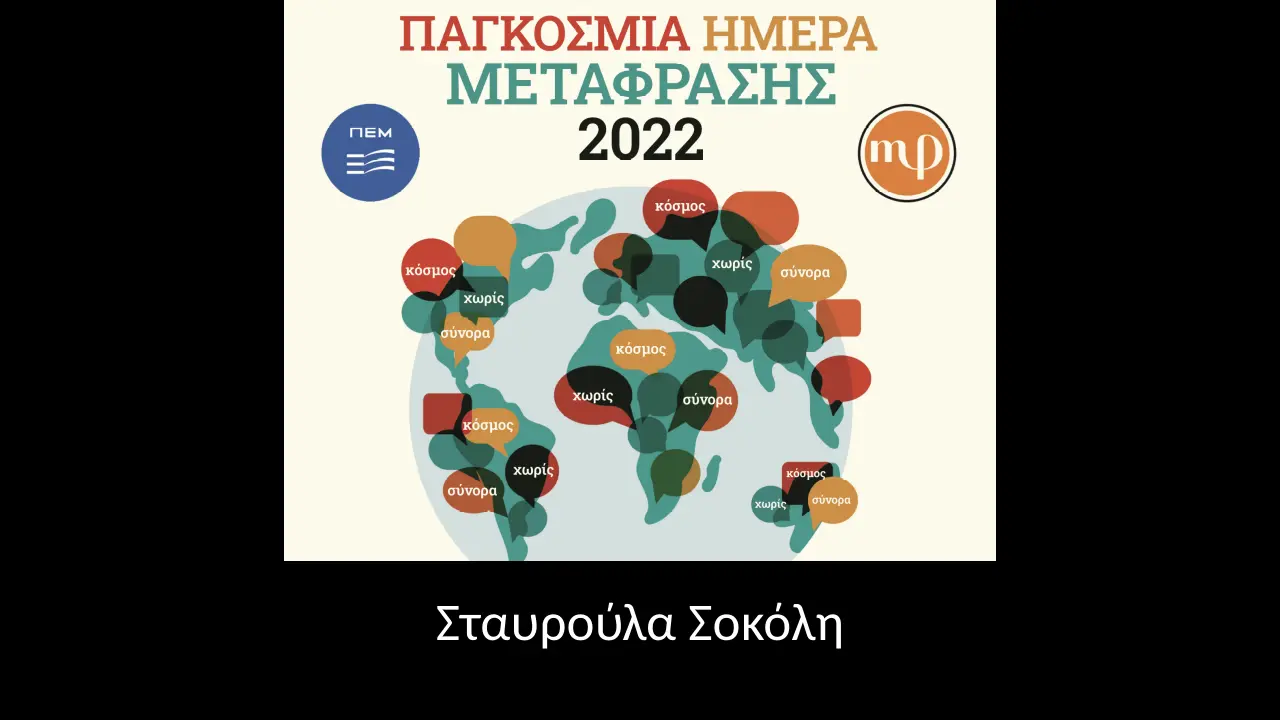 ΠΑΓΚΟΣΜΙΑ ΗΜΕΡΑ
ΜΕΤΑΦΡΑΣΗΣ
2022
ΠΕΜ
mφ
κόσμος
χωρίς
σύνορα
κόσμος
χωρίς
σύνορα
κόσμος
χωρίς
σύνορα
κόσμος
χωρίς
σύνορα
κόσμος
χωρίς
σύνορα
Σταυρούλα Σοκόλη